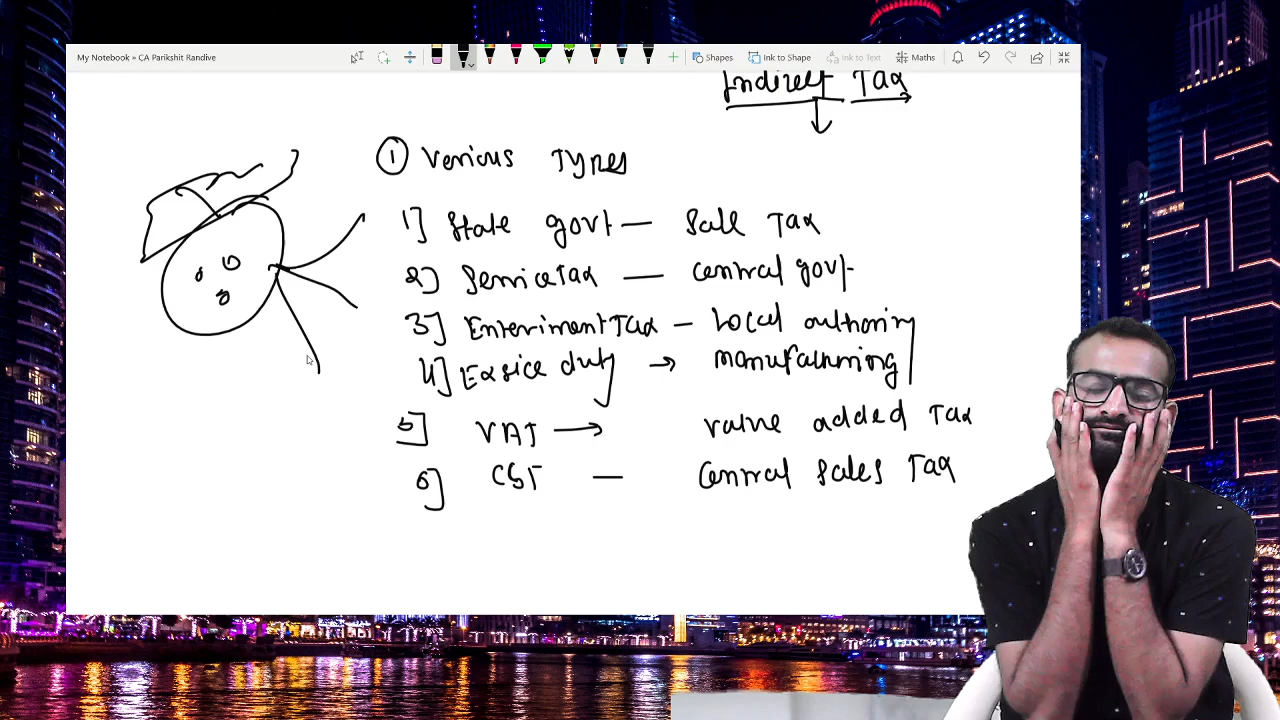 My Notebook » CA Parikshit Randive
Shapes
Ink to Shape
Ink to Text
Maths
Indirect Tax
① Various Types
1] State govt — Sale Tax
2] Service Tax — Central govt
3] Enteriment Tax — Local authority
4] Exsice duty → manufacturing
5] VAT → value added Tax
6] CST — Central Sales Tax